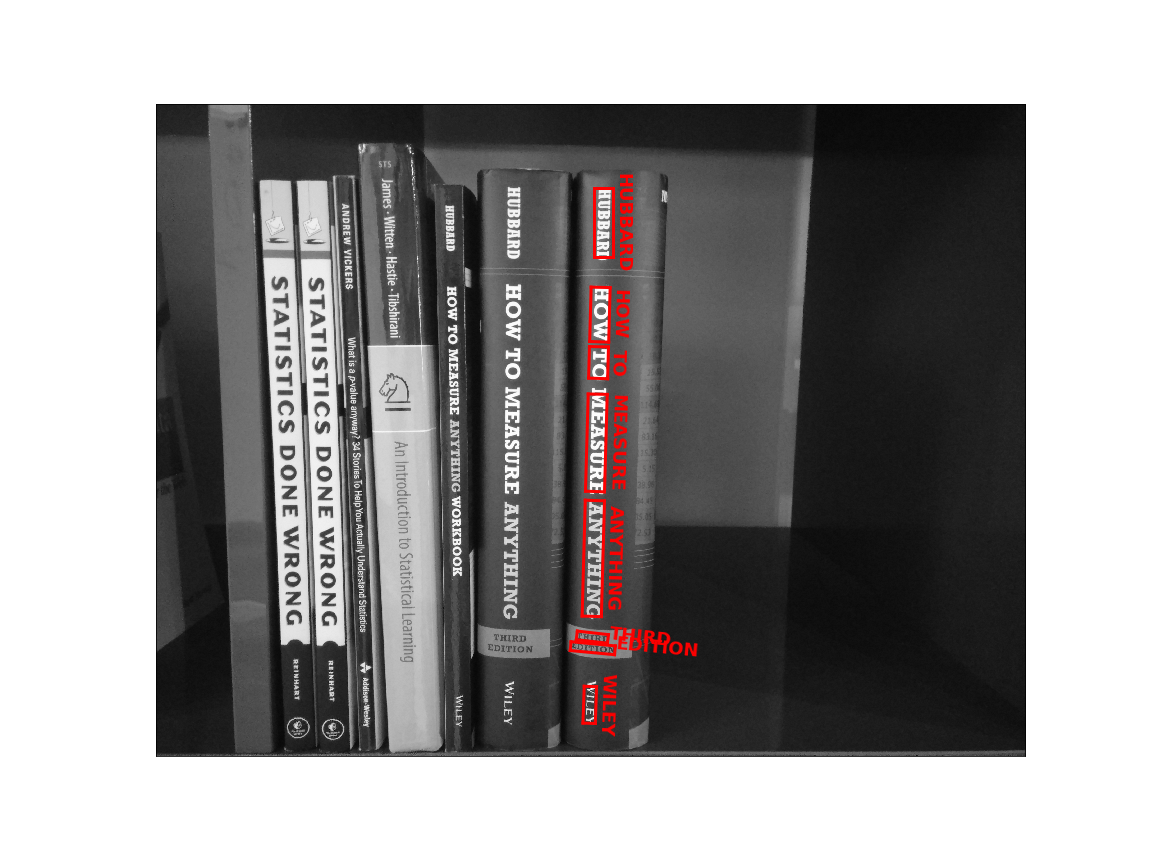 STATISTICS DONE WRONG
REINHART
STATISTICS DONE WRONG
REINHART
ANDREW VICKERS
What is a p-value anyway? 34 Stories To Help You Actually Understand Statistics
Addison-Wesley
STS
James · Witten · Hastie · Tibshirani
An Introduction to Statistical Learning
HUBBARD
HOW TO MEASURE ANYTHING WORKBOOK
WILEY
HUBBARD
HOW TO MEASURE ANYTHING
THIRD
EDITION
WILEY
HUBBARD
HOW TO MEASURE ANYTHING
THIRD
EDITION
WILEY
HUBBARD
HOW TO MEASURE ANYTHING
THIRD
EDITION
WILEY